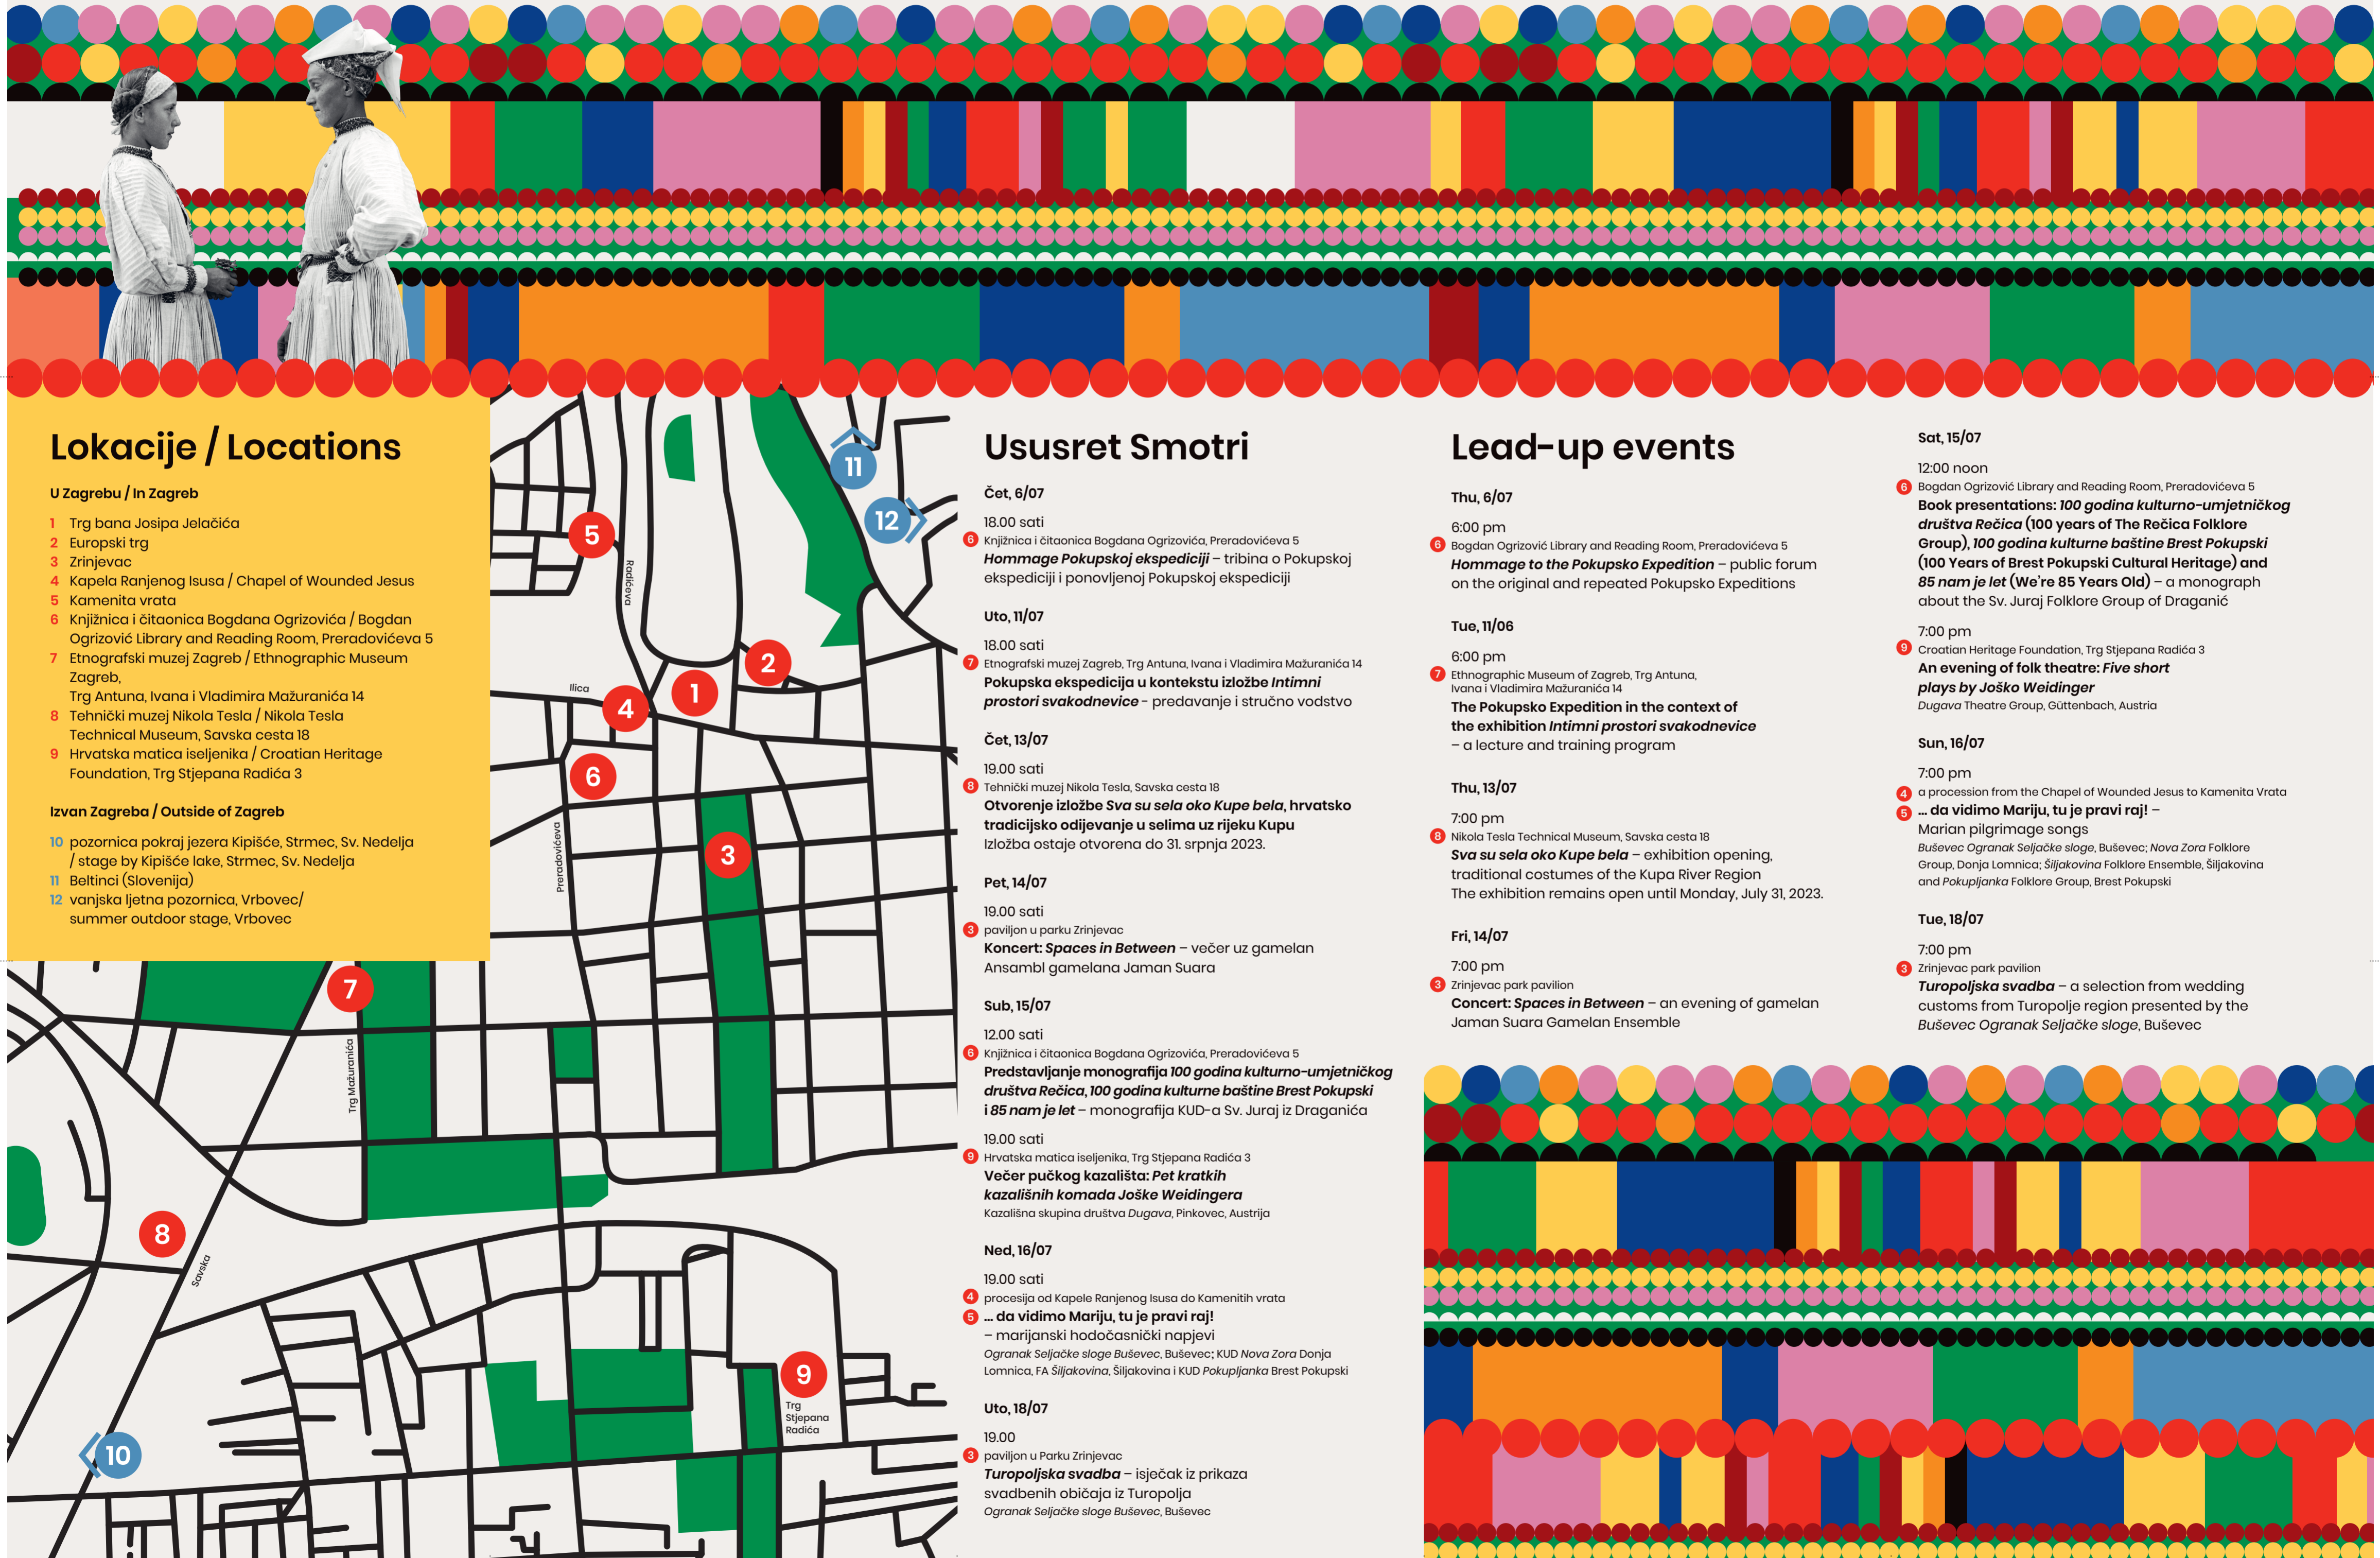 Lokacije / Locations
U Zagrebu / In Zagreb
1 Trg bana Josipa Jelačića
2 Europski trg
3 Zrinjevac
4 Kapela Ranjenog Isusa / Chapel of Wounded Jesus
5 Kamenita vrata
6 Knjižnica i čitaonica Bogdana Ogrizovića / Bogdan
Ogrizović Library and Reading Room, Preradovićeva 5
7 Etnografski muzej Zagreb / Ethnographic Museum
Zagreb,
Trg Antuna, Ivana i Vladimira Mažuranića 14
8 Tehnički muzej Nikola Tesla / Nikola Tesla
Technical Museum, Savska cesta 18
9 Hrvatska matica iseljenika / Croatian Heritage
Foundation, Trg Stjepana Radića 3
Izvan Zagreba / Outside of Zagreb
10 pozornica pokraj jezera Kipišće, Strmec, Sv. Nedelja
/ stage by Kipišće lake, Strmec, Sv. Nedelja
11 Beltinci (Slovenija)
12 vanjska ljetna pozornica, Vrbovec/
summer outdoor stage, Vrbovec
11
12
5
Radićeva
2
1
Ilica
4
6
Preradovićeva
3
7
Trg Mažuranića
8
Savska
9
Trg
Stjepana
Radića
10
Ususret Smotri
Čet, 6/07
18.00 sati
6 Knjižnica i čitaonica Bogdana Ogrizovića, Preradovićeva 5
Hommage Pokupskoj ekspediciji – tribina o Pokupskoj
ekspediciji i ponovljenoj Pokupskoj ekspediciji
Uto, 11/07
18.00 sati
7 Etnografski muzej Zagreb, Trg Antuna, Ivana i Vladimira Mažuranića 14
Pokupska ekspedicija u kontekstu izložbe Intimni
prostori svakodnevice - predavanje i stručno vodstvo
Čet, 13/07
19.00 sati
8 Tehnički muzej Nikola Tesla, Savska cesta 18
Otvorenje izložbe Sva su sela oko Kupe bela, hrvatsko
tradicijsko odijevanje u selima uz rijeku Kupu
Izložba ostaje otvorena do 31. srpnja 2023.
Pet, 14/07
19.00 sati
3 paviljon u parku Zrinjevac
Koncert: Spaces in Between – večer uz gamelan
Ansambl gamelana Jaman Suara
Sub, 15/07
12.00 sati
6 Knjižnica i čitaonica Bogdana Ogrizovića, Preradovićeva 5
Predstavljanje monografija 100 godina kulturno-umjetničkog
društva Rečica, 100 godina kulturne baštine Brest Pokupski
i 85 nam je let – monografija KUD-a Sv. Juraj iz Draganića
19.00 sati
9 Hrvatska matica iseljenika, Trg Stjepana Radića 3
Večer pučkog kazališta: Pet kratkih
kazališnih komada Joške Weidingera
Kazališna skupina društva Dugava, Pinkovec, Austrija
Ned, 16/07
19.00 sati
4 procesija od Kapele Ranjenog Isusa do Kamenitih vrata
5 ... da vidimo Mariju, tu je pravi raj!
– marijanski hodočasnički napjevi
Ogranak Seljačke sloge Buševec, Buševec; KUD Nova Zora Donja
Lomnica, FA Šiljakovina, Šiljakovina i KUD Pokupljanka Brest Pokupski
Uto, 18/07
19.00
3 paviljon u Parku Zrinjevac
Turopoljska svadba – isječak iz prikaza
svadbenih običaja iz Turopolja
Ogranak Seljačke sloge Buševec, Buševec
Lead-up events
Thu, 6/07
6:00 pm
6 Bogdan Ogrizović Library and Reading Room, Preradovićeva 5
Hommage to the Pokupsko Expedition – public forum
on the original and repeated Pokupsko Expeditions
Tue, 11/06
6:00 pm
7 Ethnographic Museum of Zagreb, Trg Antuna,
Ivana i Vladimira Mažuranića 14
The Pokupsko Expedition in the context of
the exhibition Intimni prostori svakodnevice
– a lecture and training program
Thu, 13/07
7:00 pm
8 Nikola Tesla Technical Museum, Savska cesta 18
Sva su sela oko Kupe bela – exhibition opening,
traditional costumes of the Kupa River Region
The exhibition remains open until Monday, July 31, 2023.
Fri, 14/07
7:00 pm
3 Zrinjevac park pavilion
Concert: Spaces in Between – an evening of gamelan
Jaman Suara Gamelan Ensemble
Sat, 15/07
12:00 noon
6 Bogdan Ogrizović Library and Reading Room, Preradovićeva 5
Book presentations: 100 godina kulturno-umjetničkog
društva Rečica (100 years of The Rečica Folklore
Group), 100 godina kulturne baštine Brest Pokupski
(100 Years of Brest Pokupski Cultural Heritage) and
85 nam je let (We're 85 Years Old) – a monograph
about the Sv. Juraj Folklore Group of Draganić
7:00 pm
9 Croatian Heritage Foundation, Trg Stjepana Radića 3
An evening of folk theatre: Five short
plays by Joško Weidinger
Dugava Theatre Group, Güttenbach, Austria
Sun, 16/07
7:00 pm
4 a procession from the Chapel of Wounded Jesus to Kamenita Vrata
5 ... da vidimo Mariju, tu je pravi raj! –
Marian pilgrimage songs
Buševec Ogranak Seljačke sloge, Buševec; Nova Zora Folklore
Group, Donja Lomnica; Šiljakovina Folklore Ensemble, Šiljakovina
and Pokupljanka Folklore Group, Brest Pokupski
Tue, 18/07
7:00 pm
3 Zrinjevac park pavilion
Turopoljska svadba – a selection from wedding
customs from Turopolje region presented by the
Buševec Ogranak Seljačke sloge, Buševec